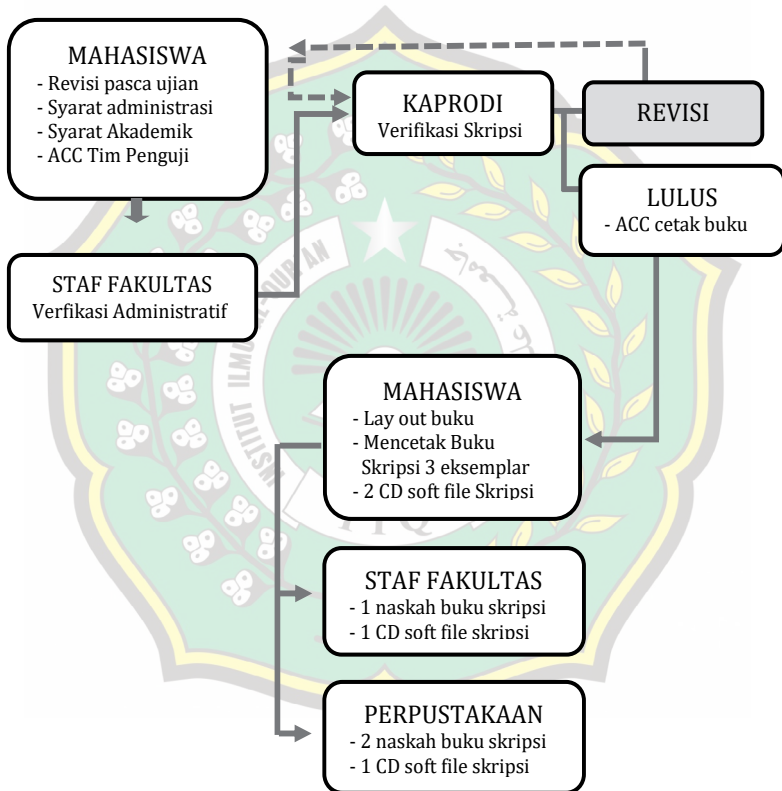 MAHASISWA
- Revisi pasca ujian
- Syarat administrasi
- Syarat Akademik
- ACC Tim Penguji
KAPRODI
Verifikasi Skripsi
REVISI
LULUS
- ACC cetak buku
STAF FAKULTAS
Verfikasi Administratif
MAHASISWA
- Lay out buku
- Mencetak Buku
Skripsi 3 eksemplar
- 2 CD soft file Skripsi
STAF FAKULTAS
- 1 naskah buku skripsi
- 1 CD soft file skripsi
PERPUSTAKAAN
- 2 naskah buku skripsi
- 1 CD soft file skripsi
INSTITUT ILMU